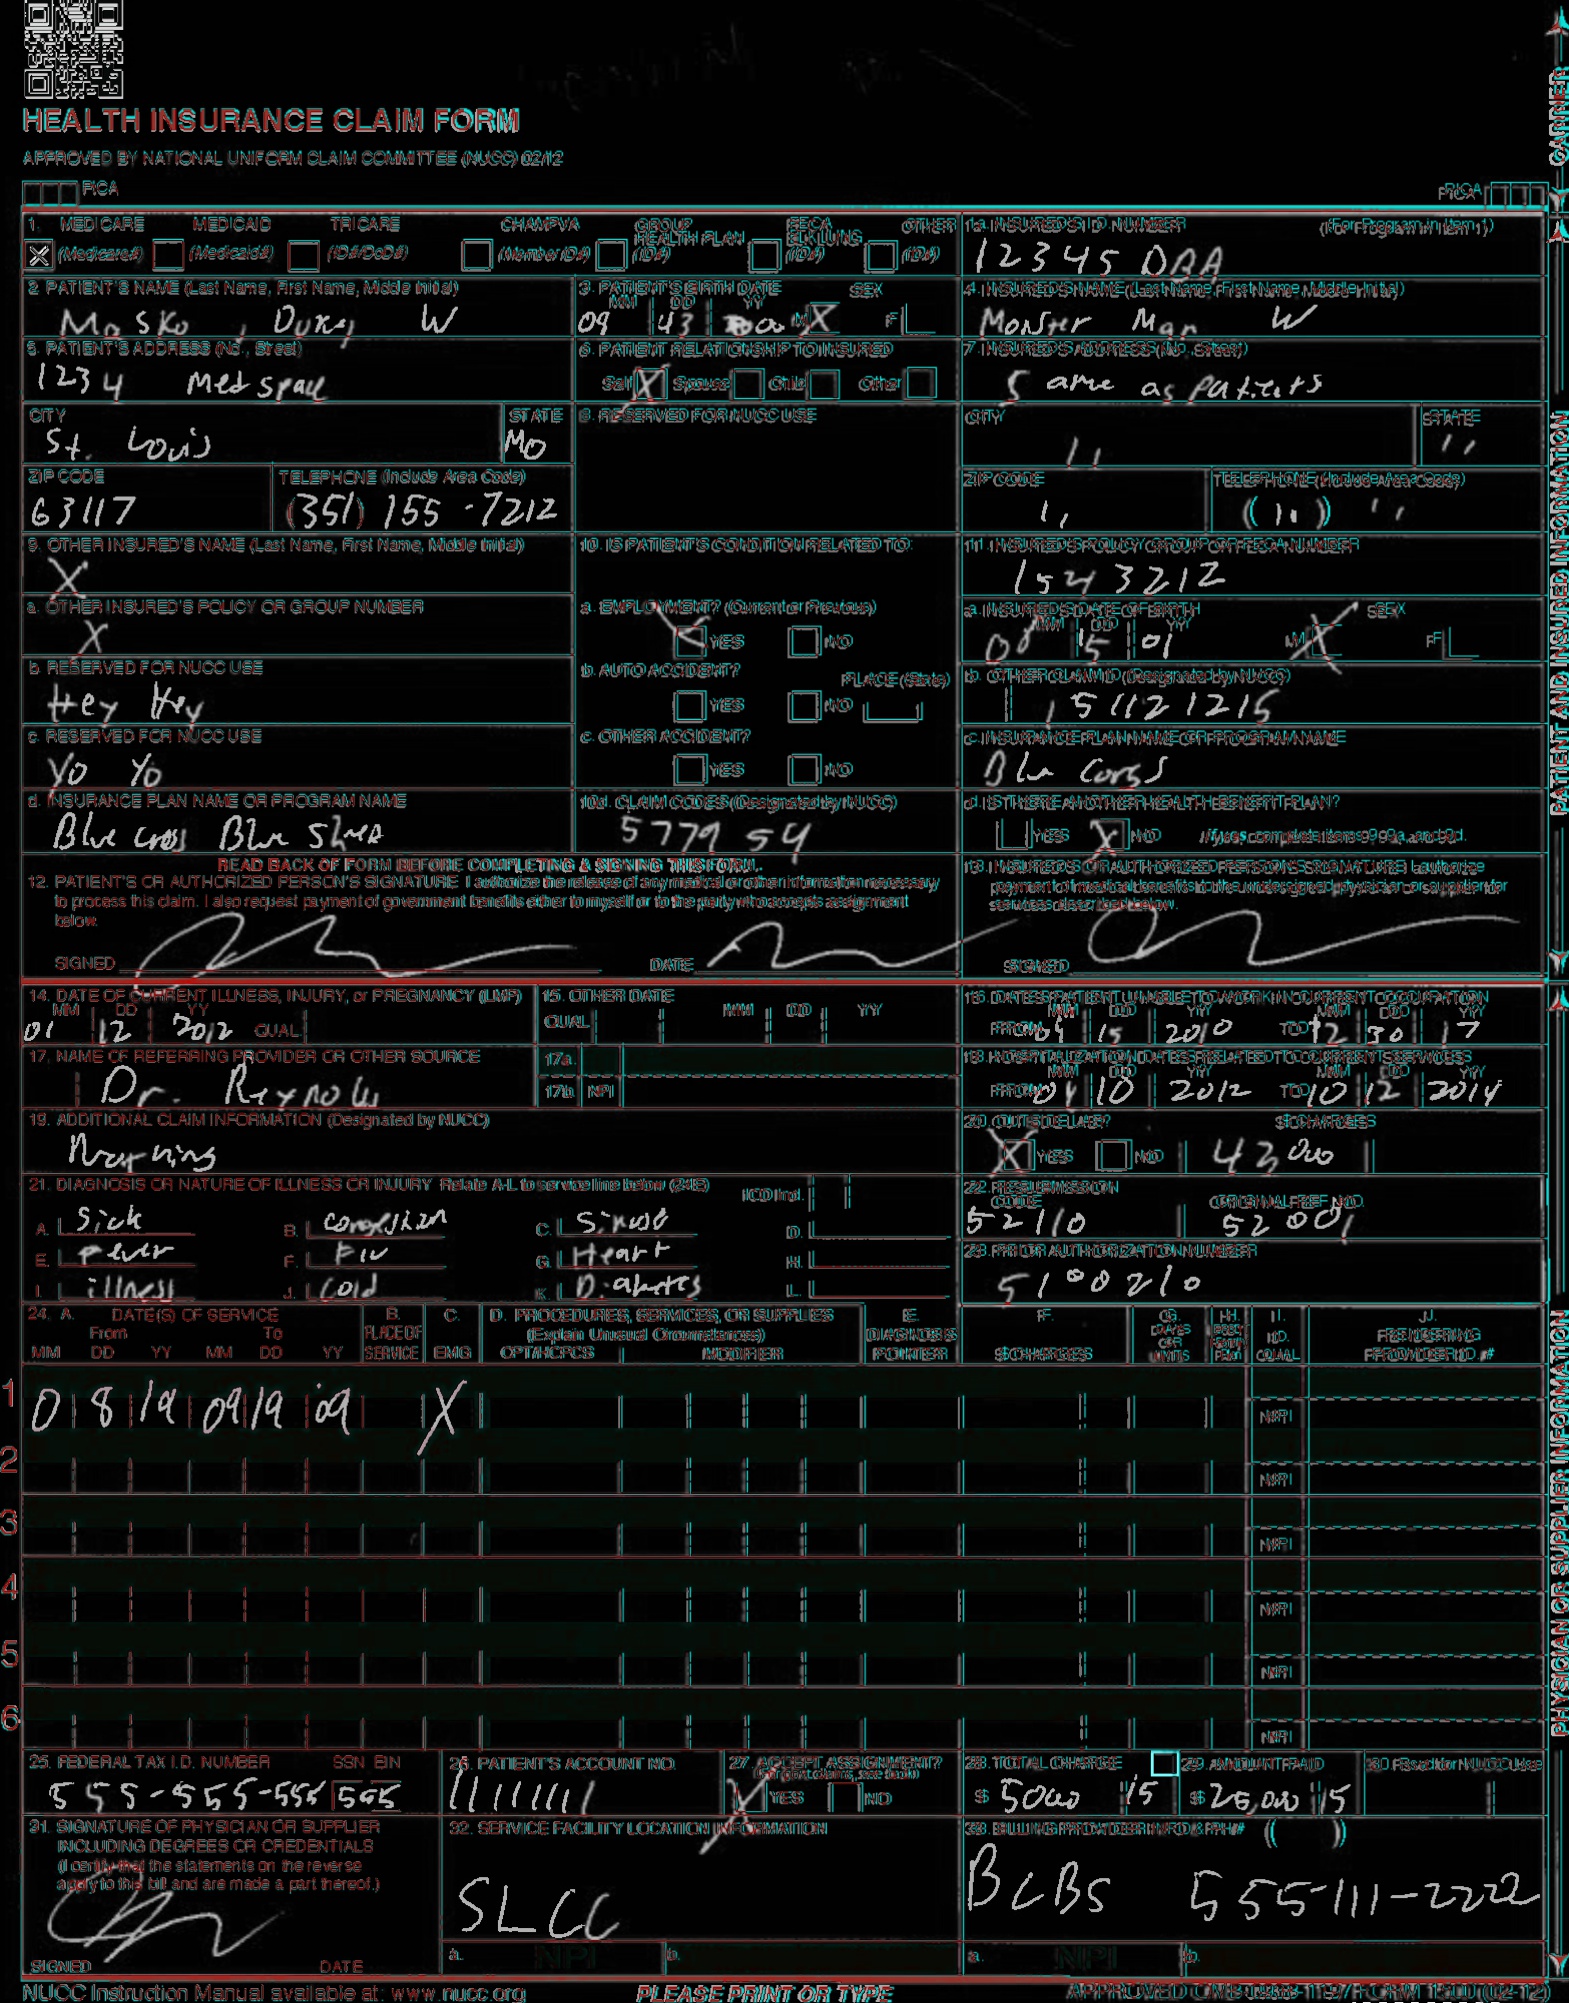 HEALTH INSURANCE CLAIM FORM
APPROVED BY NATIONAL UNIFORM CLAIM COMMITTEE (NUCC) 02/12
PICA PICA
CARRIER
1. MEDICARE MEDICAID TRICARE CHAMPVA GROUP HEALTH PLAN FECA BLK LUNG OTHER
X (Medicare#) (Medicaid#) (ID#/DoD#) (Member ID#) (ID#) (ID#) (ID#)
1a. INSURED'S I.D. NUMBER (For Program in Item 1)
12345 DAA
2. PATIENT'S NAME (Last Name, First Name, Middle Initial)
Mosko , Duke, W
3. PATIENT'S BIRTH DATE SEX
MM DD YY
09 43 M X F
4. INSURED'S NAME (Last Name, First Name, Middle Initial)
Monster Man W
5. PATIENT'S ADDRESS (No., Street)
1234 Med space
6. PATIENT RELATIONSHIP TO INSURED
Self X Spouse Child Other
7. INSURED'S ADDRESS (No., Street)
Same as patients
CITY STATE
St. Louis MO
8. RESERVED FOR NUCC USE
CITY STATE
,, ,,
ZIP CODE TELEPHONE (Include Area Code)
63117 (351) 155-7212
ZIP CODE TELEPHONE (Include Area Code)
,, ( ,, ) ,,
9. OTHER INSURED'S NAME (Last Name, First Name, Middle Initial)
X
10. IS PATIENT'S CONDITION RELATED TO:
11. INSURED'S POLICY GROUP OR FECA NUMBER
1543212
a. OTHER INSURED'S POLICY OR GROUP NUMBER
X
a. EMPLOYMENT? (Current or Previous)
X YES NO
a. INSURED'S DATE OF BIRTH SEX
MM DD YY
08 15 01 M X F
b. RESERVED FOR NUCC USE
Hey Hey
b. AUTO ACCIDENT? PLACE (State)
YES NO
b. OTHER CLAIM ID (Designated by NUCC)
151121215
c. RESERVED FOR NUCC USE
Yo Yo
c. OTHER ACCIDENT?
YES NO
c. INSURANCE PLAN NAME OR PROGRAM NAME
Blue
d. INSURANCE PLAN NAME OR PROGRAM NAME
Blue cross Blue
10d. CLAIM CODES (Designated by NUCC)
5779 54
d. IS THERE ANOTHER HEALTH BENEFIT PLAN?
YES X NO If yes, complete items 9, 9a, and 9d.
READ BACK OF FORM BEFORE COMPLETING & SIGNING THIS FORM.
12. PATIENT'S OR AUTHORIZED PERSON'S SIGNATURE I authorize the release of any medical or other information necessary
to process this claim. I also request payment of government benefits either to myself or to the party who accepts assignment
below.
SIGNED DATE
13. INSURED'S OR AUTHORIZED PERSON'S SIGNATURE I authorize
payment of medical benefits to the undersigned physician or supplier for
services described below.
SIGNED
PATIENT AND INSURED INFORMATION
14. DATE OF CURRENT ILLNESS, INJURY, or PREGNANCY (LMP)
MM DD YY
01 12 2012 QUAL.
15. OTHER DATE
QUAL. MM DD YY
16. DATES PATIENT UNABLE TO WORK IN CURRENT OCCUPATION
MM DD YY MM DD YY
FROM 09 15 2010 TO 12 30 17
17. NAME OF REFERRING PROVIDER OR OTHER SOURCE
Dr. Reynolds
17a.
17b. NPI
18. HOSPITALIZATION DATES RELATED TO CURRENT SERVICES
MM DD YY MM DD YY
FROM 10 2012 TO 10 12 2014
19. ADDITIONAL CLAIM INFORMATION (Designated by NUCC)
20. OUTSIDE LAB? $ CHARGES
X YES NO 43 000
21. DIAGNOSIS OR NATURE OF ILLNESS OR INJURY Relate A-L to service line below (24E) ICD Ind.
A. Sick B. congestion C. D.
E. Fever F. Flu G. Heart H.
I. illness J. Cold K. Diabetes L.
22. RESUBMISSION CODE ORIGINAL REF. NO.
52110 52001
23. PRIOR AUTHORIZATION NUMBER
5100210
24. A. DATE(S) OF SERVICE B. C. D. PROCEDURES, SERVICES, OR SUPPLIES E. F. G. H. I. J.
From To PLACE OF (Explain Unusual Circumstances) DIAGNOSIS DAYS OR EPSDT Family ID. RENDERING
MM DD YY MM DD YY SERVICE EMG CPT/HCPCS MODIFIER POINTER $ CHARGES UNITS Plan QUAL. PROVIDER ID. #
1 0 8 19 09 19 09 X NPI
2 NPI
3 NPI
4 NPI
5 NPI
6 NPI
25. FEDERAL TAX I.D. NUMBER SSN EIN
555-555-555 555
26. PATIENT'S ACCOUNT NO.
11111111
27. ACCEPT ASSIGNMENT?
(For govt. claims, see back)
X YES NO
28. TOTAL CHARGE
$ 5000 15
29. AMOUNT PAID
$ 25,000 15
30. Rsvd for NUCC Use
31. SIGNATURE OF PHYSICIAN OR SUPPLIER
INCLUDING DEGREES OR CREDENTIALS
(I certify that the statements on the reverse
apply to this bill and are made a part thereof.)
SIGNED DATE
32. SERVICE FACILITY LOCATION INFORMATION
SLCC
a. NPI b.
33. BILLING PROVIDER INFO & PH # ( )
BCBS 555-111-2222
a. NPI b.
PHYSICIAN OR SUPPLIER INFORMATION
NUCC Instruction Manual available at: www.nucc.org PLEASE PRINT OR TYPE APPROVED OMB-0938-1197 FORM 1500 (02-12)